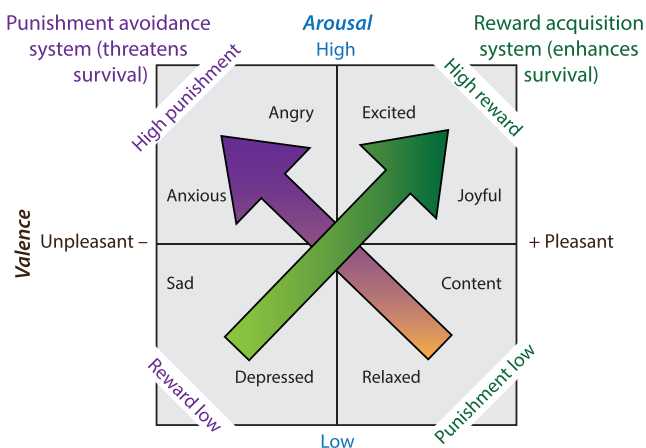 Punishment avoidance
system (threatens
survival)
Arousal
High
Reward acquisition
system (enhances
survival)
High punishment
High reward
Angry
Excited
Anxious
Joyful
Valence
Unpleasant –
+ Pleasant
Sad
Content
Depressed
Relaxed
Reward low
Punishment low
Low